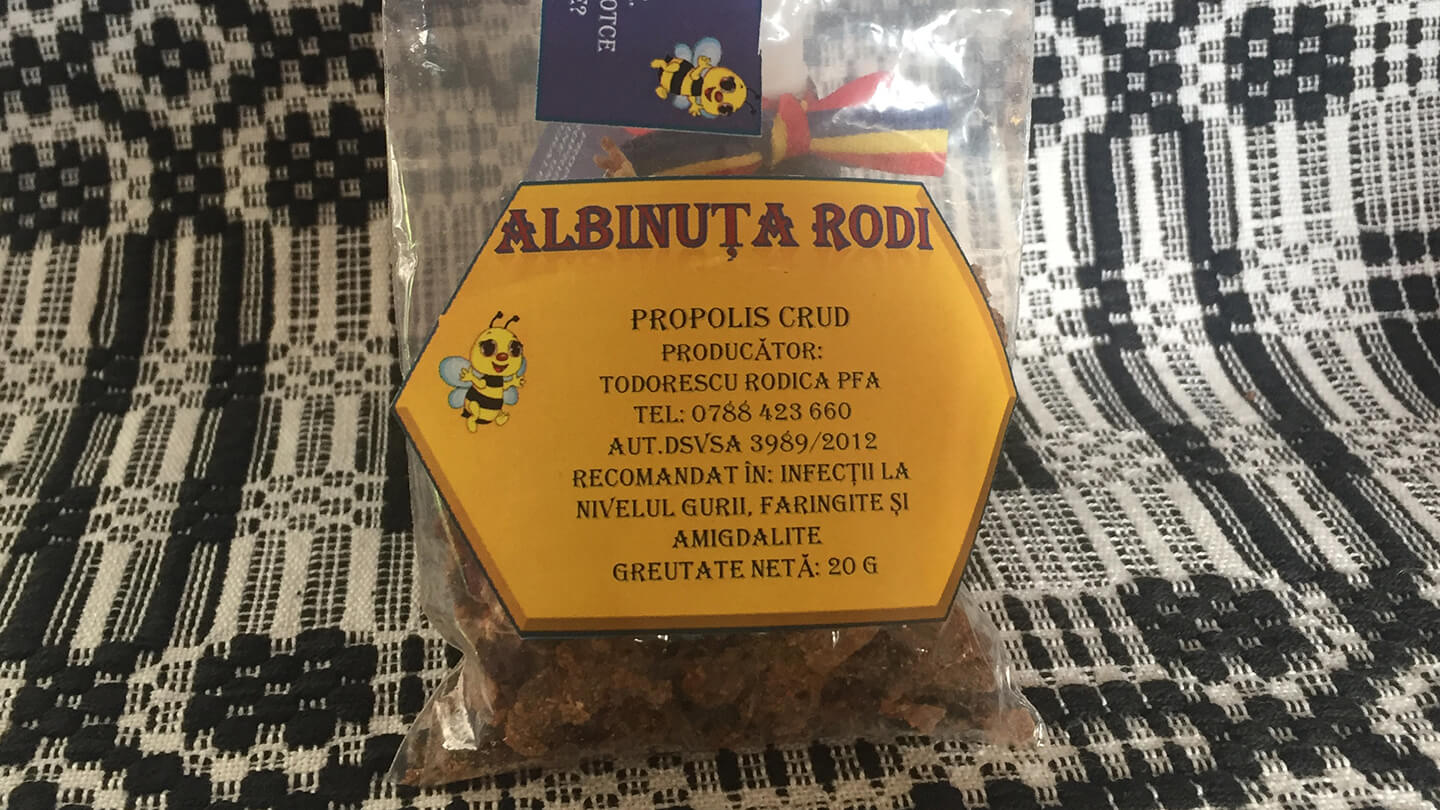 OTCE
ALBINUȚA RODI
PROPOLIS CRUD
PRODUCĂTOR:
TODORESCU RODICA PFA
TEL: 0788 423 660
AUT.DSVSA 3989/2012
RECOMANDAT ÎN: INFECȚII LA
NIVELUL GURII, FARINGITE ȘI
AMIGDALITE
GREUTATE NETĂ: 20 G